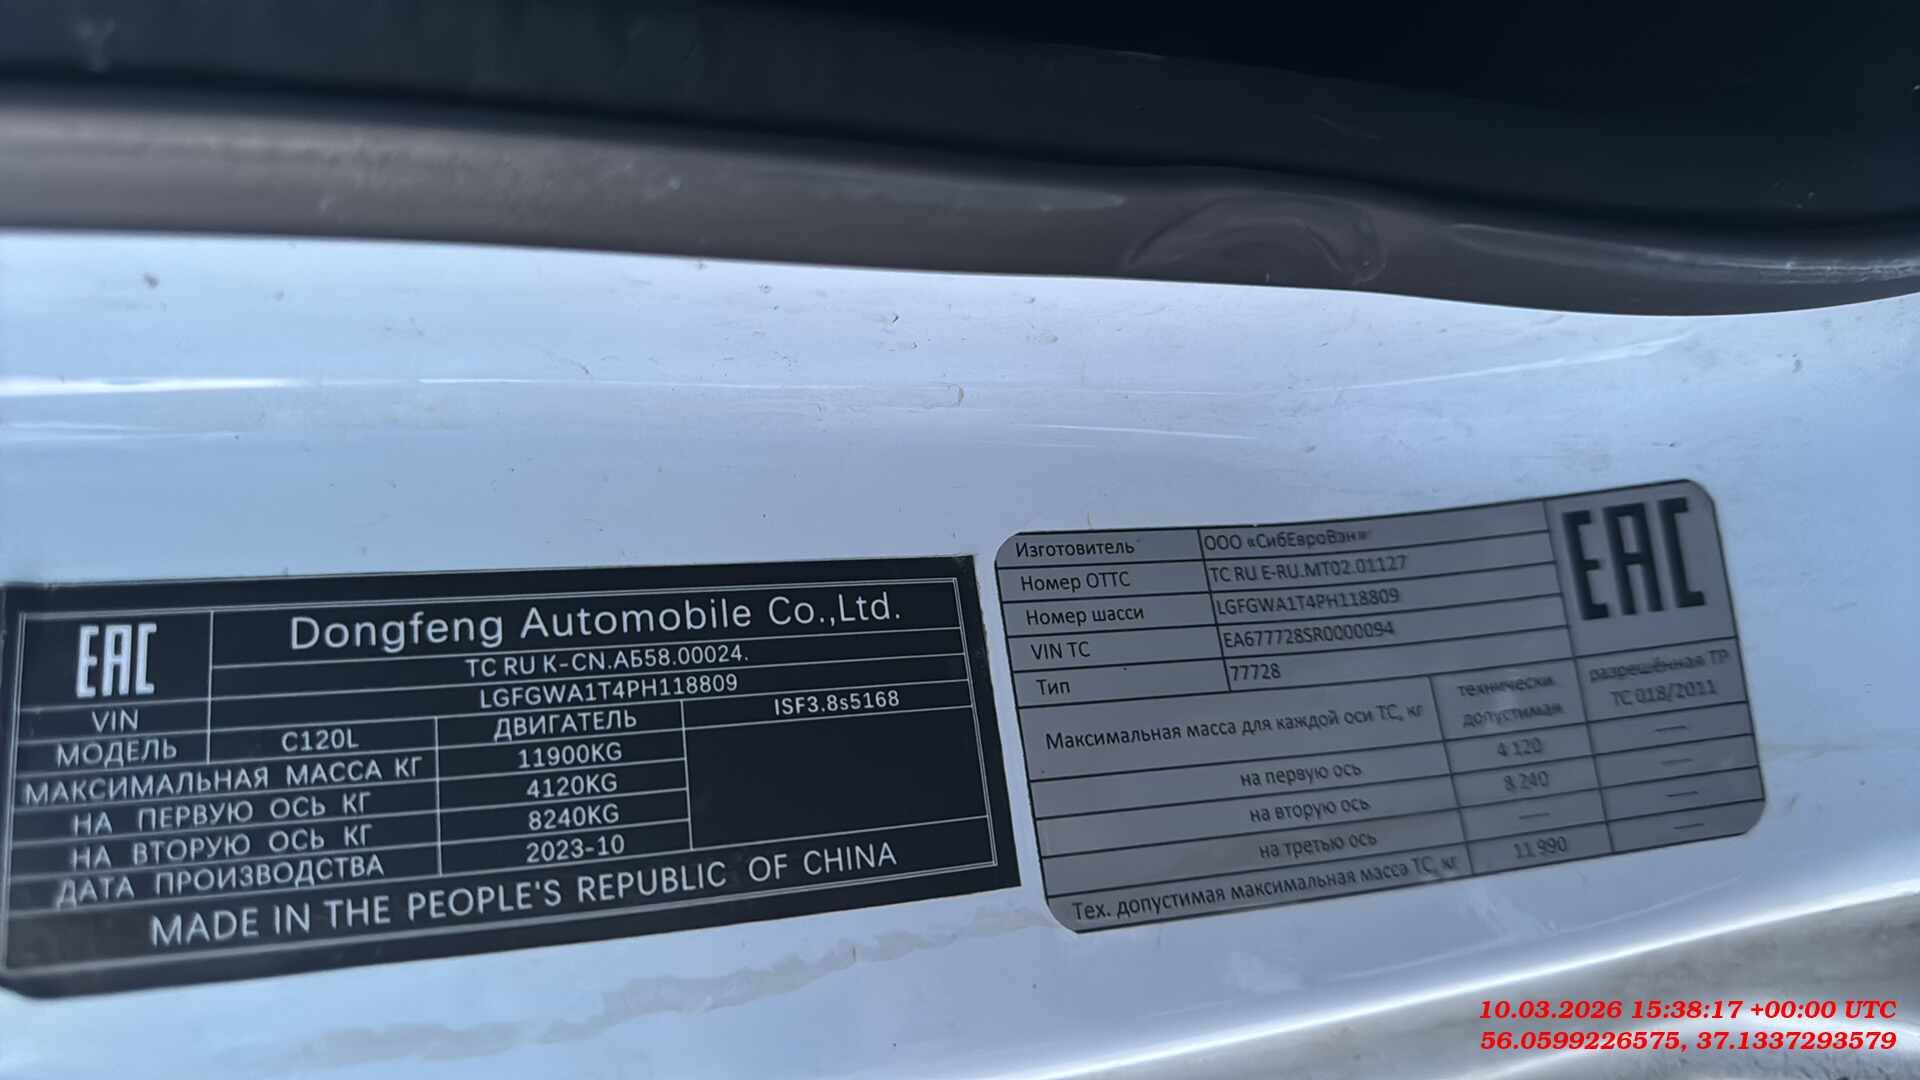 EAC
Dongfeng Automobile Co.,Ltd.
TC RU K-CN.АБ58.00024.
VIN LGFGWA1T4PH118809
МОДЕЛЬ C120L ДВИГАТЕЛЬ ISF3.8s5168
МАКСИМАЛЬНАЯ МАССА КГ 11900KG
НА ПЕРВУЮ ОСЬ КГ 4120KG
НА ВТОРУЮ ОСЬ КГ 8240KG
ДАТА ПРОИЗВОДСТВА 2023-10
MADE IN THE PEOPLE'S REPUBLIC OF CHINA
Изготовитель ООО «СибЕвроВэн»
EAC
Номер ОТТС ТС RU E-RU.MT02.01127
Номер шасси LGFGWA1T4PH118809
VIN ТС EA677728SR0000094
Тип 77728
Максимальная масса для каждой оси ТС, кг технически допустимая разрешённая ТР ТС 018/2011
на первую ось 4 120 —
на вторую ось 8 240 —
на третью ось — —
Тех. допустимая максимальная масса ТС, кг 11 990 —
10.03.2026 15:38:17 +00:00 UTC
56.0599226575, 37.1337293579